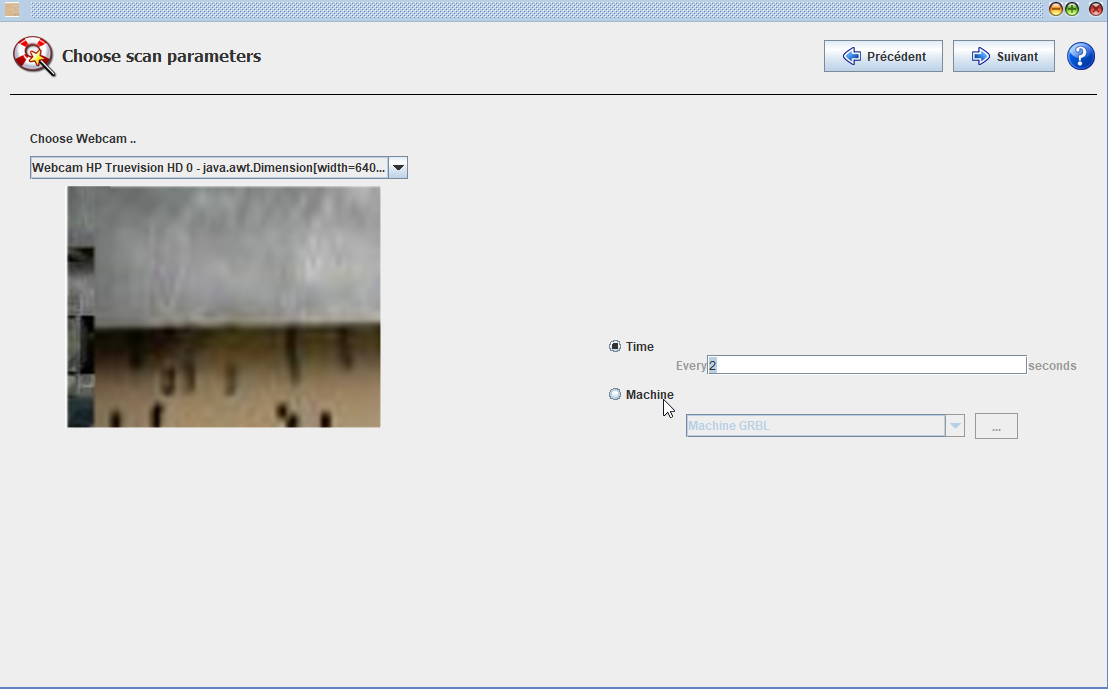 Choose scan parameters
Précédent
Suivant
?
Choose Webcam ..
Webcam HP Truevision HD 0 - java.awt.Dimension[width=640...
Time
Every 2 seconds
Machine
Machine GRBL
...